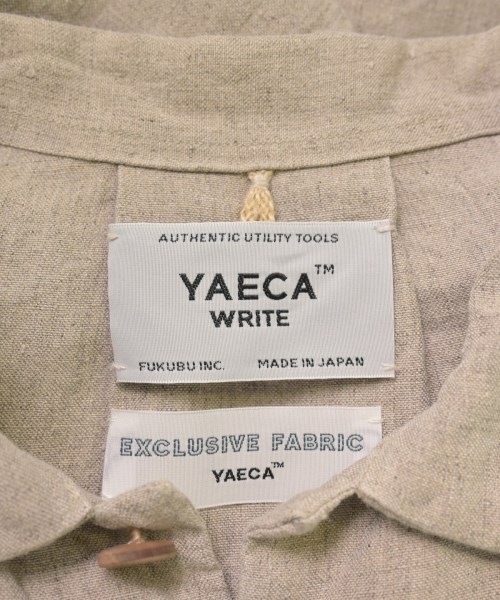 AUTHENTIC UTILITY TOOLS
YAECA™
WRITE
FUKUBU INC. MADE IN JAPAN
EXCLUSIVE FABRIC
YAECA™